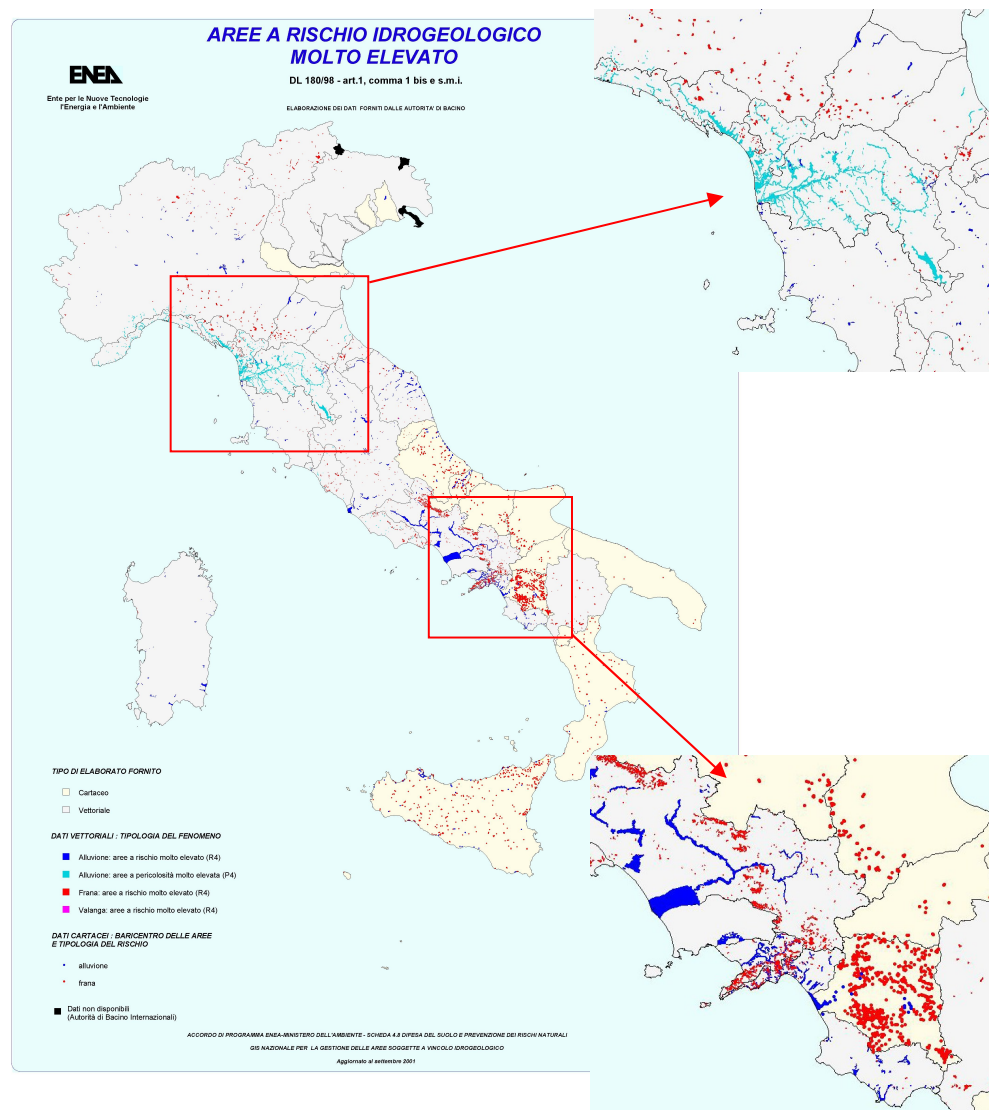 AREE A RISCHIO IDROGEOLOGICO
MOLTO ELEVATO
DL 180/98 - art.1, comma 1 bis e s.m.i.
ENEA
Ente per le Nuove Tecnologie
l'Energia e l'Ambiente
ELABORAZIONE DEI DATI FORNITI DALLE AUTORITA' DI BACINO
TIPO DI ELABORATO FORNITO
Cartaceo
Vettoriale
DATI VETTORIALI : TIPOLOGIA DEL FENOMENO
Alluvione: aree a rischio molto elevato (R4)
Alluvione: aree a pericolosità molto elevata (P4)
Frana: aree a rischio molto elevato (R4)
Valanga: aree a rischio molto elevato (R4)
DATI CARTACEI : BARICENTRO DELLE AREE
E TIPOLOGIA DEL RISCHIO
alluvione
frana
Dati non disponibili
(Autorità di Bacino Internazionali)
ACCORDO DI PROGRAMMA ENEA-MINISTERO DELL'AMBIENTE - SCHEDA 4.8 DIFESA DEL SUOLO E PREVENZIONE DEI RISCHI NATURALI
GIS NAZIONALE PER LA GESTIONE DELLE AREE SOGGETTE A VINCOLO IDROGEOLOGICO
Aggiornato al settembre 2001